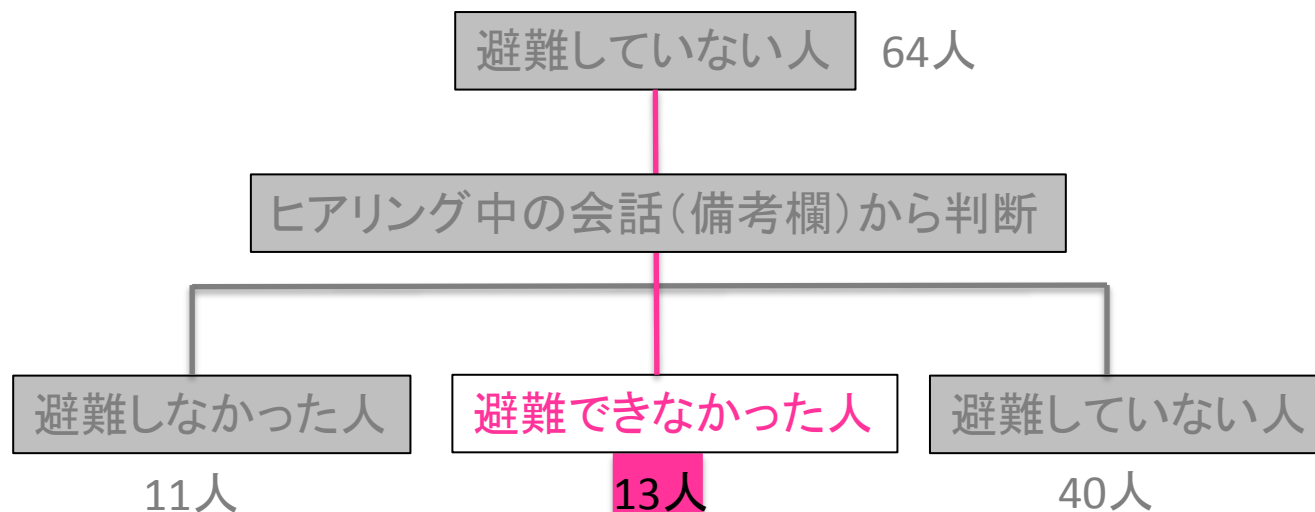 避難していない人 64人
ヒアリング中の会話(備考欄)から判断
避難しなかった人 避難できなかった人 避難していない人
11人 13人 40人